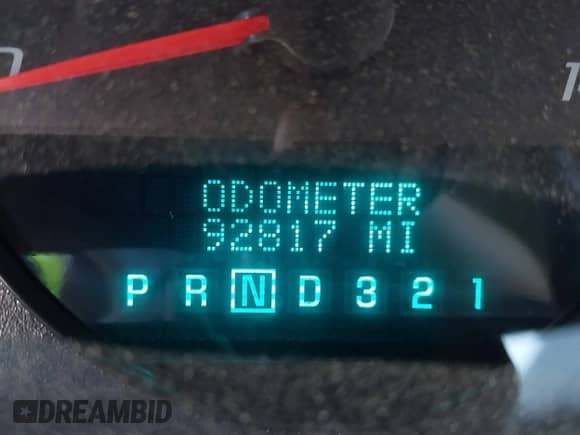 ODOMETER
92817 MI
P R N D 3 2 1
DREAMBID